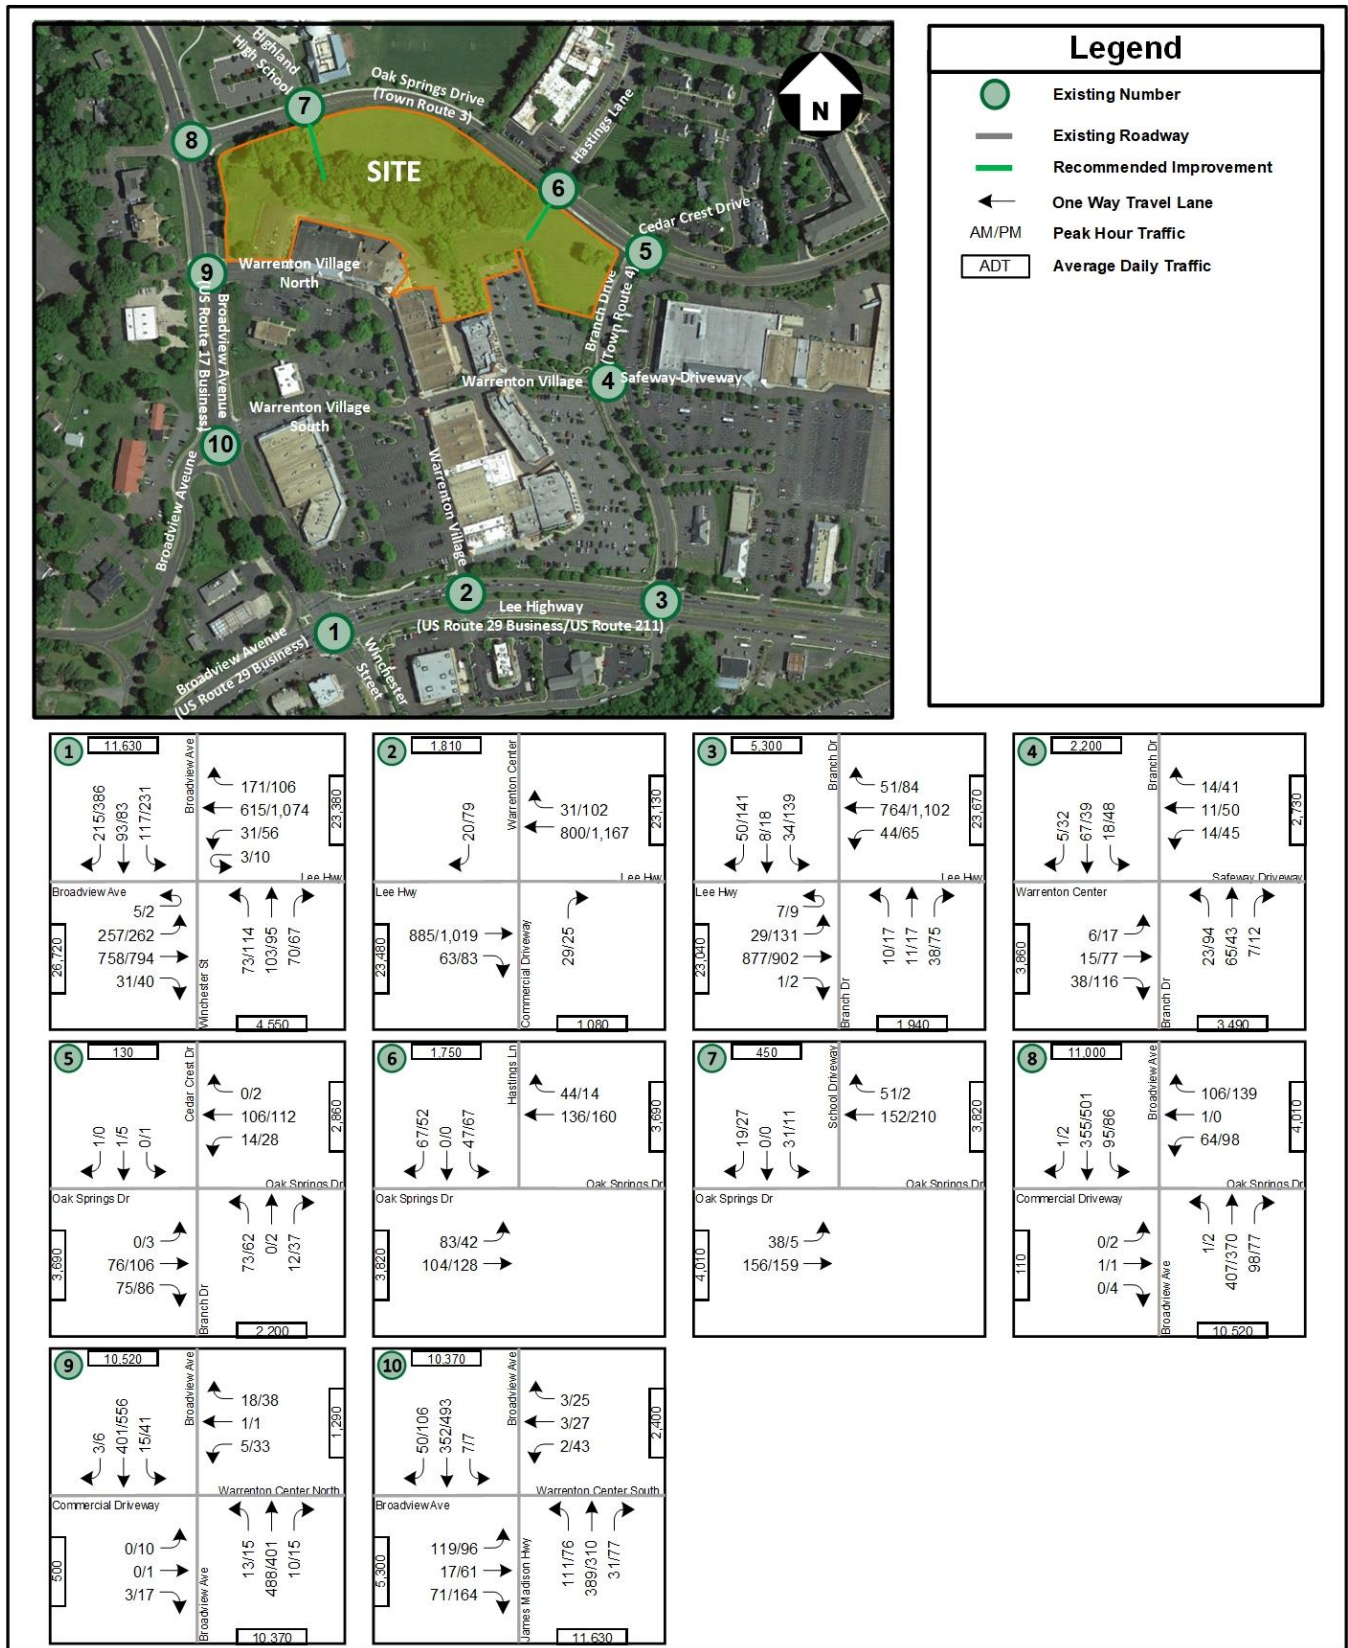 Highland
High School
Oak Springs Drive
(Town Route 3)
Hastings Lane
N
7
8
SITE
6
Cedar Crest Drive
5
9
Warrenton Village
North
Broadview Avenue
(US Route 17 Business)
Branch Drive
(Town Route 4)
Warrenton Village
4
Safeway Driveway
Warrenton Village
South
10
Broadview Aveune
Warrenton Village
2
Lee Highway
(US Route 29 Business/US Route 211)
3
1
Broadview Avenue
(US Route 29 Business)
Winchester
Street
Legend
Existing Number
Existing Roadway
Recommended Improvement
One Way Travel Lane
AM/PM Peak Hour Traffic
ADT Average Daily Traffic
1
11,630
Broadview Ave
215/386
93/83
117/231
171/106
615/1,074
31/56
3/10
23,380
Lee Hwy
Broadview Ave
5/2
257/262
758/794
31/40
26,720
Winchester St
73/114
103/95
70/67
4,550
2
1,810
Warrenton Center
20/79
31/102
800/1,167
23,130
Lee Hwy
Lee Hwy
885/1,019
63/83
23,480
Commercial Driveway
29/25
1,080
3
5,300
Branch Dr
50/141
8/18
34/139
51/84
764/1,102
44/65
23,670
Lee Hwy
Lee Hwy
7/9
29/131
877/902
1/2
23,040
Branch Dr
10/17
11/17
38/75
1,940
4
2,200
Branch Dr
5/32
67/39
18/48
14/41
11/50
14/45
2,730
Safeway Driveway
Warrenton Center
6/17
15/77
38/116
3,860
Branch Dr
23/94
65/43
7/12
3,490
5
130
Cedar Crest Dr
1/0
1/5
0/1
0/2
106/112
14/28
2,860
Oak Springs Dr
Oak Springs Dr
0/3
76/106
75/86
3,690
Branch Dr
73/62
0/2
12/37
2,200
6
1,750
Hastings Ln
67/52
0/0
47/67
44/14
136/160
3,690
Oak Springs Dr
Oak Springs Dr
83/42
104/128
3,820
7
450
School Driveway
19/27
0/0
31/11
51/2
152/210
3,820
Oak Springs Dr
Oak Springs Dr
38/5
156/159
4,010
8
11,000
Broadview Ave
1/2
355/501
95/86
106/139
1/0
64/98
4,010
Oak Springs Dr
Commercial Driveway
0/2
1/1
0/4
110
Broadview Ave
1/2
407/370
98/77
10,520
9
10,520
Broadview Ave
3/6
401/556
15/41
18/38
1/1
5/33
1,290
Warrenton Center North
Commercial Driveway
0/10
0/1
3/17
500
Broadview Ave
13/15
488/401
10/15
10,370
10
10,370
Broadview Ave
50/106
352/493
7/7
3/25
3/27
2/43
2,400
Warrenton Center South
Broadview Ave
119/96
17/61
71/164
5,300
James Madison Hwy
111/76
389/310
31/77
11,630